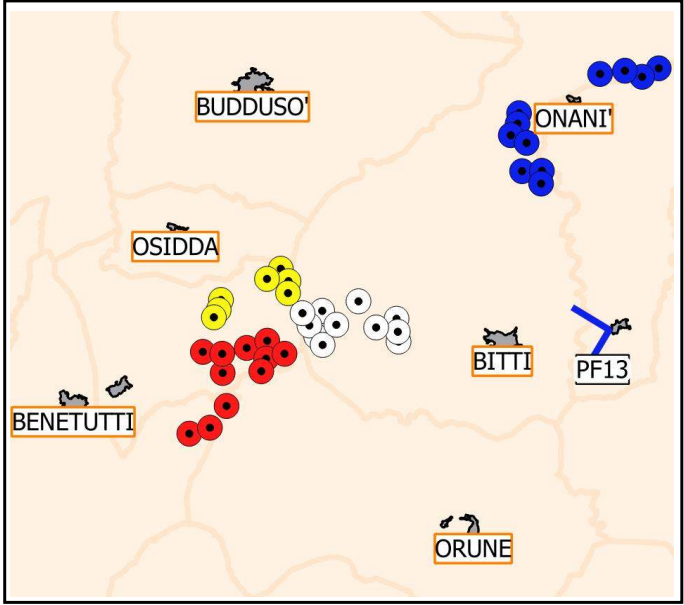 BUDDUSO'
ONANI'
OSIDDA
BITTI
PF13
BENETUTTI
ORUNE